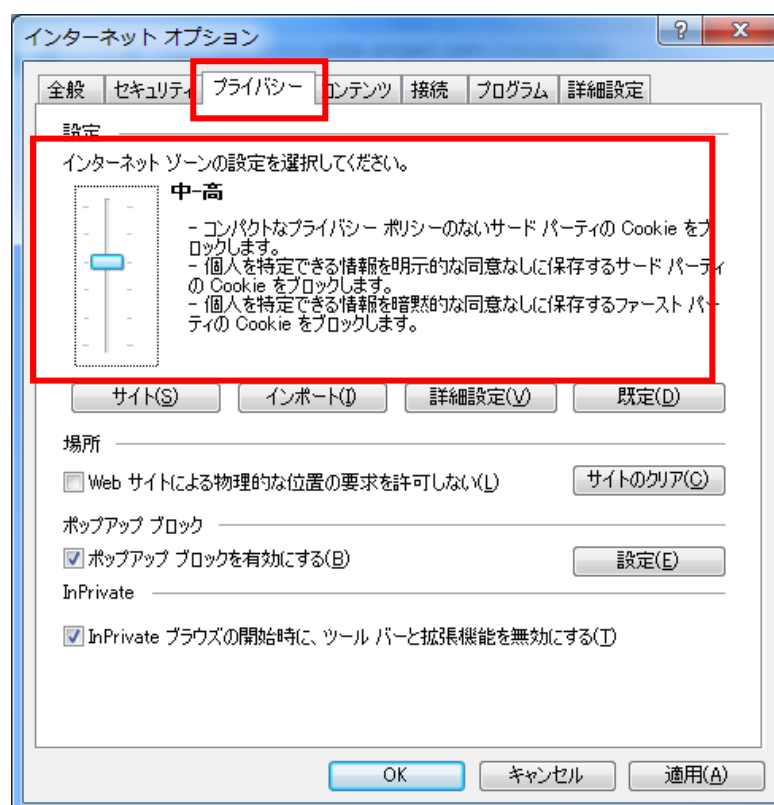 インターネット オプション
?
X
全般 セキュリティ プライバシー コンテンツ 接続 プログラム 詳細設定
設定
インターネット ゾーンの設定を選択してください。
中-高
- コンパクトなプライバシー ポリシーのないサード パーティの Cookie をブ
ロックします。
- 個人を特定できる情報を明示的な同意なしに保存するサード パーティ
の Cookie をブロックします。
- 個人を特定できる情報を暗黙的な同意なしに保存するファースト パー
ティの Cookie をブロックします。
サイト(S) インポート(I) 詳細設定(V) 既定(D)
場所
Web サイトによる物理的な位置の要求を許可しない(L) サイトのクリア(C)
ポップアップ ブロック
ポップアップ ブロックを有効にする(B) 設定(E)
InPrivate
InPrivate ブラウズの開始時に、ツール バーと拡張機能を無効にする(T)
OK キャンセル 適用(A)